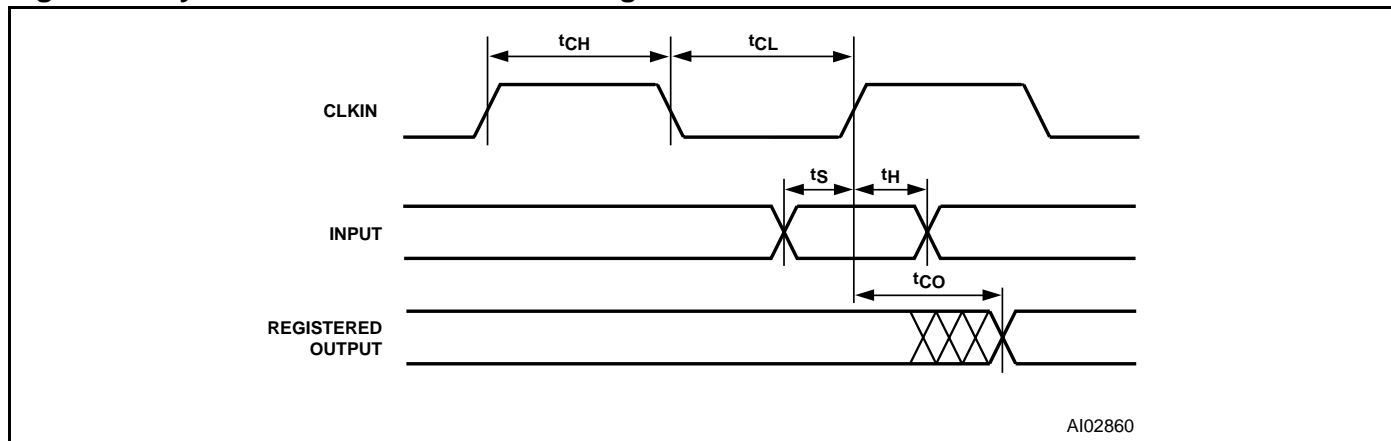 tCH
tCL
CLKIN
tS
tH
INPUT
tCO
REGISTERED
OUTPUT
AI02860